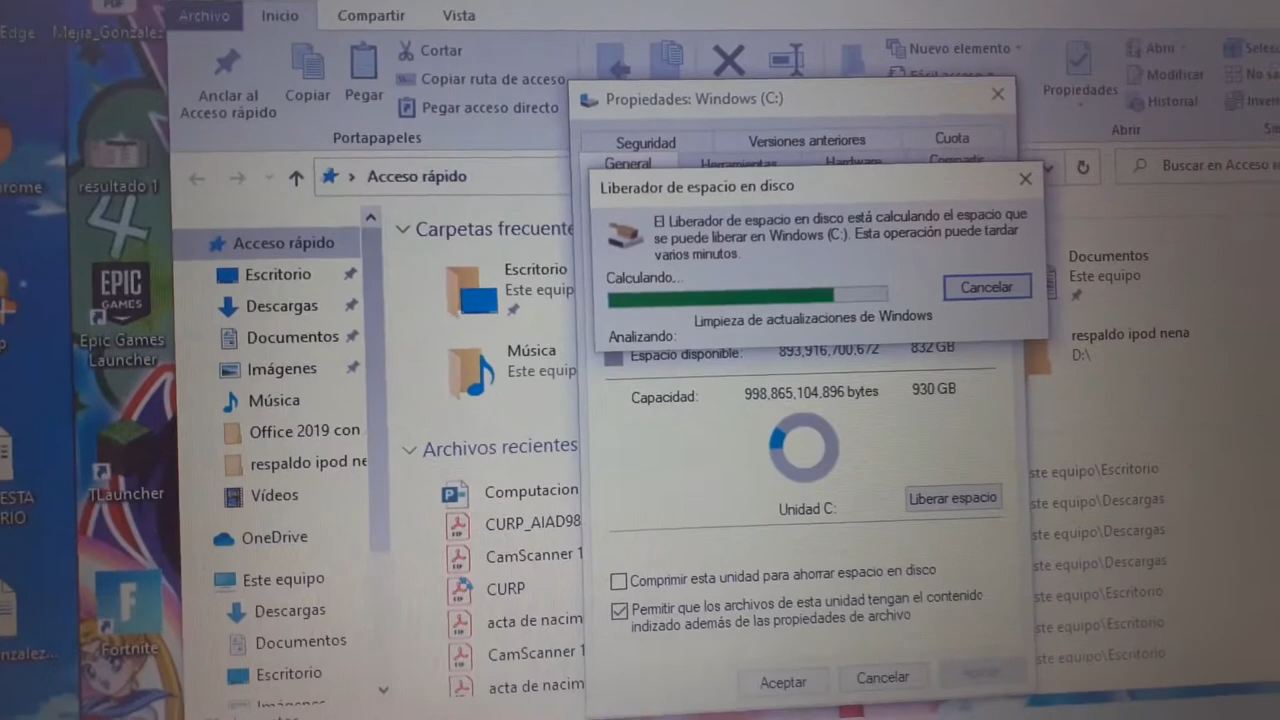 Archivo
Inicio
Compartir
Vista
Edge
Mejia_Gonzalez
Anclar al
Acceso rápido
Copiar
Pegar
Cortar
Copiar ruta de acceso
Pegar acceso directo
Portapapeles
Nuevo elemento
Propiedades
Abrir
Modificar
Historial
Abrir
No
Acceso rápido
Buscar en Acceso
Propiedades: Windows (C:)
Seguridad
Versiones anteriores
Cuota
General
Herramientas
Hardware
Liberador de espacio en disco
El Liberador de espacio en disco está calculando el espacio que
se puede liberar en Windows (C:). Esta operación puede tardar
varios minutos.
Calculando...
Cancelar
Limpieza de actualizaciones de Windows
Analizando:
Espacio disponible:
893,916,700,672
832 GB
Capacidad:
998,865,104,896 bytes
930 GB
Unidad C:
Liberar espacio
Comprimir esta unidad para ahorrar espacio en disco
Permitir que los archivos de esta unidad tengan el contenido
indizado además de las propiedades de archivo
Aceptar
Cancelar
resultado 1
4
EPIC
GAMES
Epic Games
Launcher
TLauncher
F
Fortnite
Acceso rápido
Escritorio
Descargas
Documentos
Imágenes
Música
Office 2019 con
respaldo ipod ne
Vídeos
OneDrive
Este equipo
Descargas
Documentos
Escritorio
Imágenes
Carpetas frecuente
Escritorio
Este equip
Música
Este equip
Archivos recientes
Computacion
CURP_AIAD98
CamScanner 1
CURP
acta de nacim
CamScanner 1
acta de nacim
Documentos
Este equipo
respaldo ipod nena
D:\
ste equipo\Escritorio
ste equipo\Descargas
ste equipo\Descargas
ste equipo\Descargas
ste equipo\Escritorio
ste equipo\Escritorio
ste equipo\Escritorio